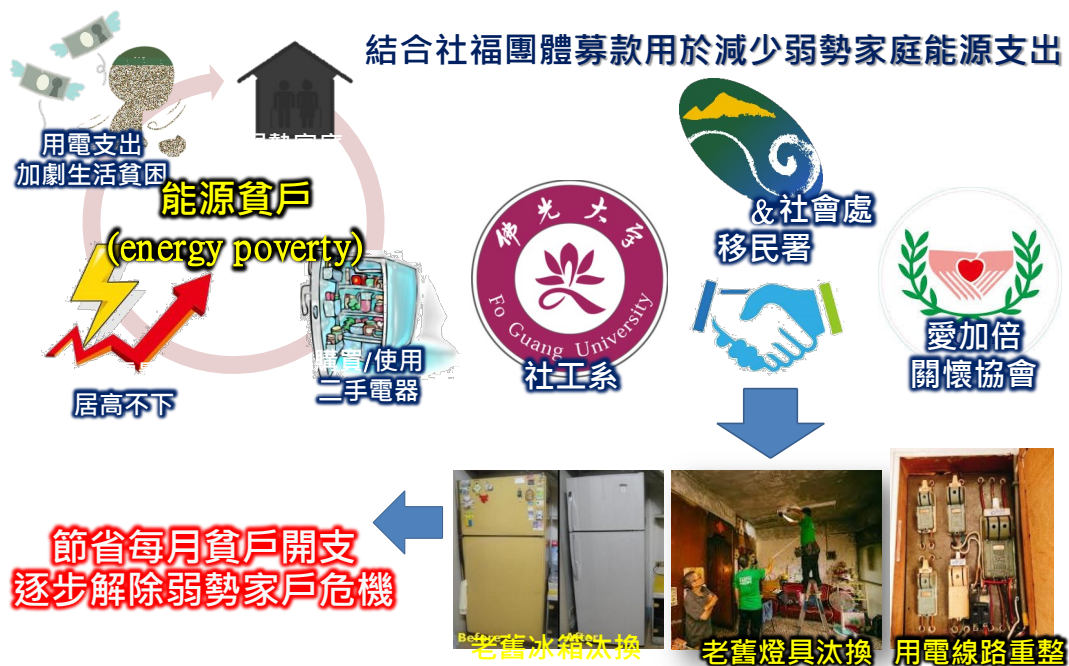 結合社福團體募款用於減少弱勢家庭能源支出
用電支出
加劇生活貧困
能源貧戶
(energy poverty)
購買/使用
二手電器
居高不下
佛光大学
Fo Guang University
社工系
&社會處
移民署
愛加倍
關懷協會
節省每月貧戶開支
逐步解除弱勢家戶危機
Before
After
老舊冰箱汰換
老舊燈具汰換
用電線路重整